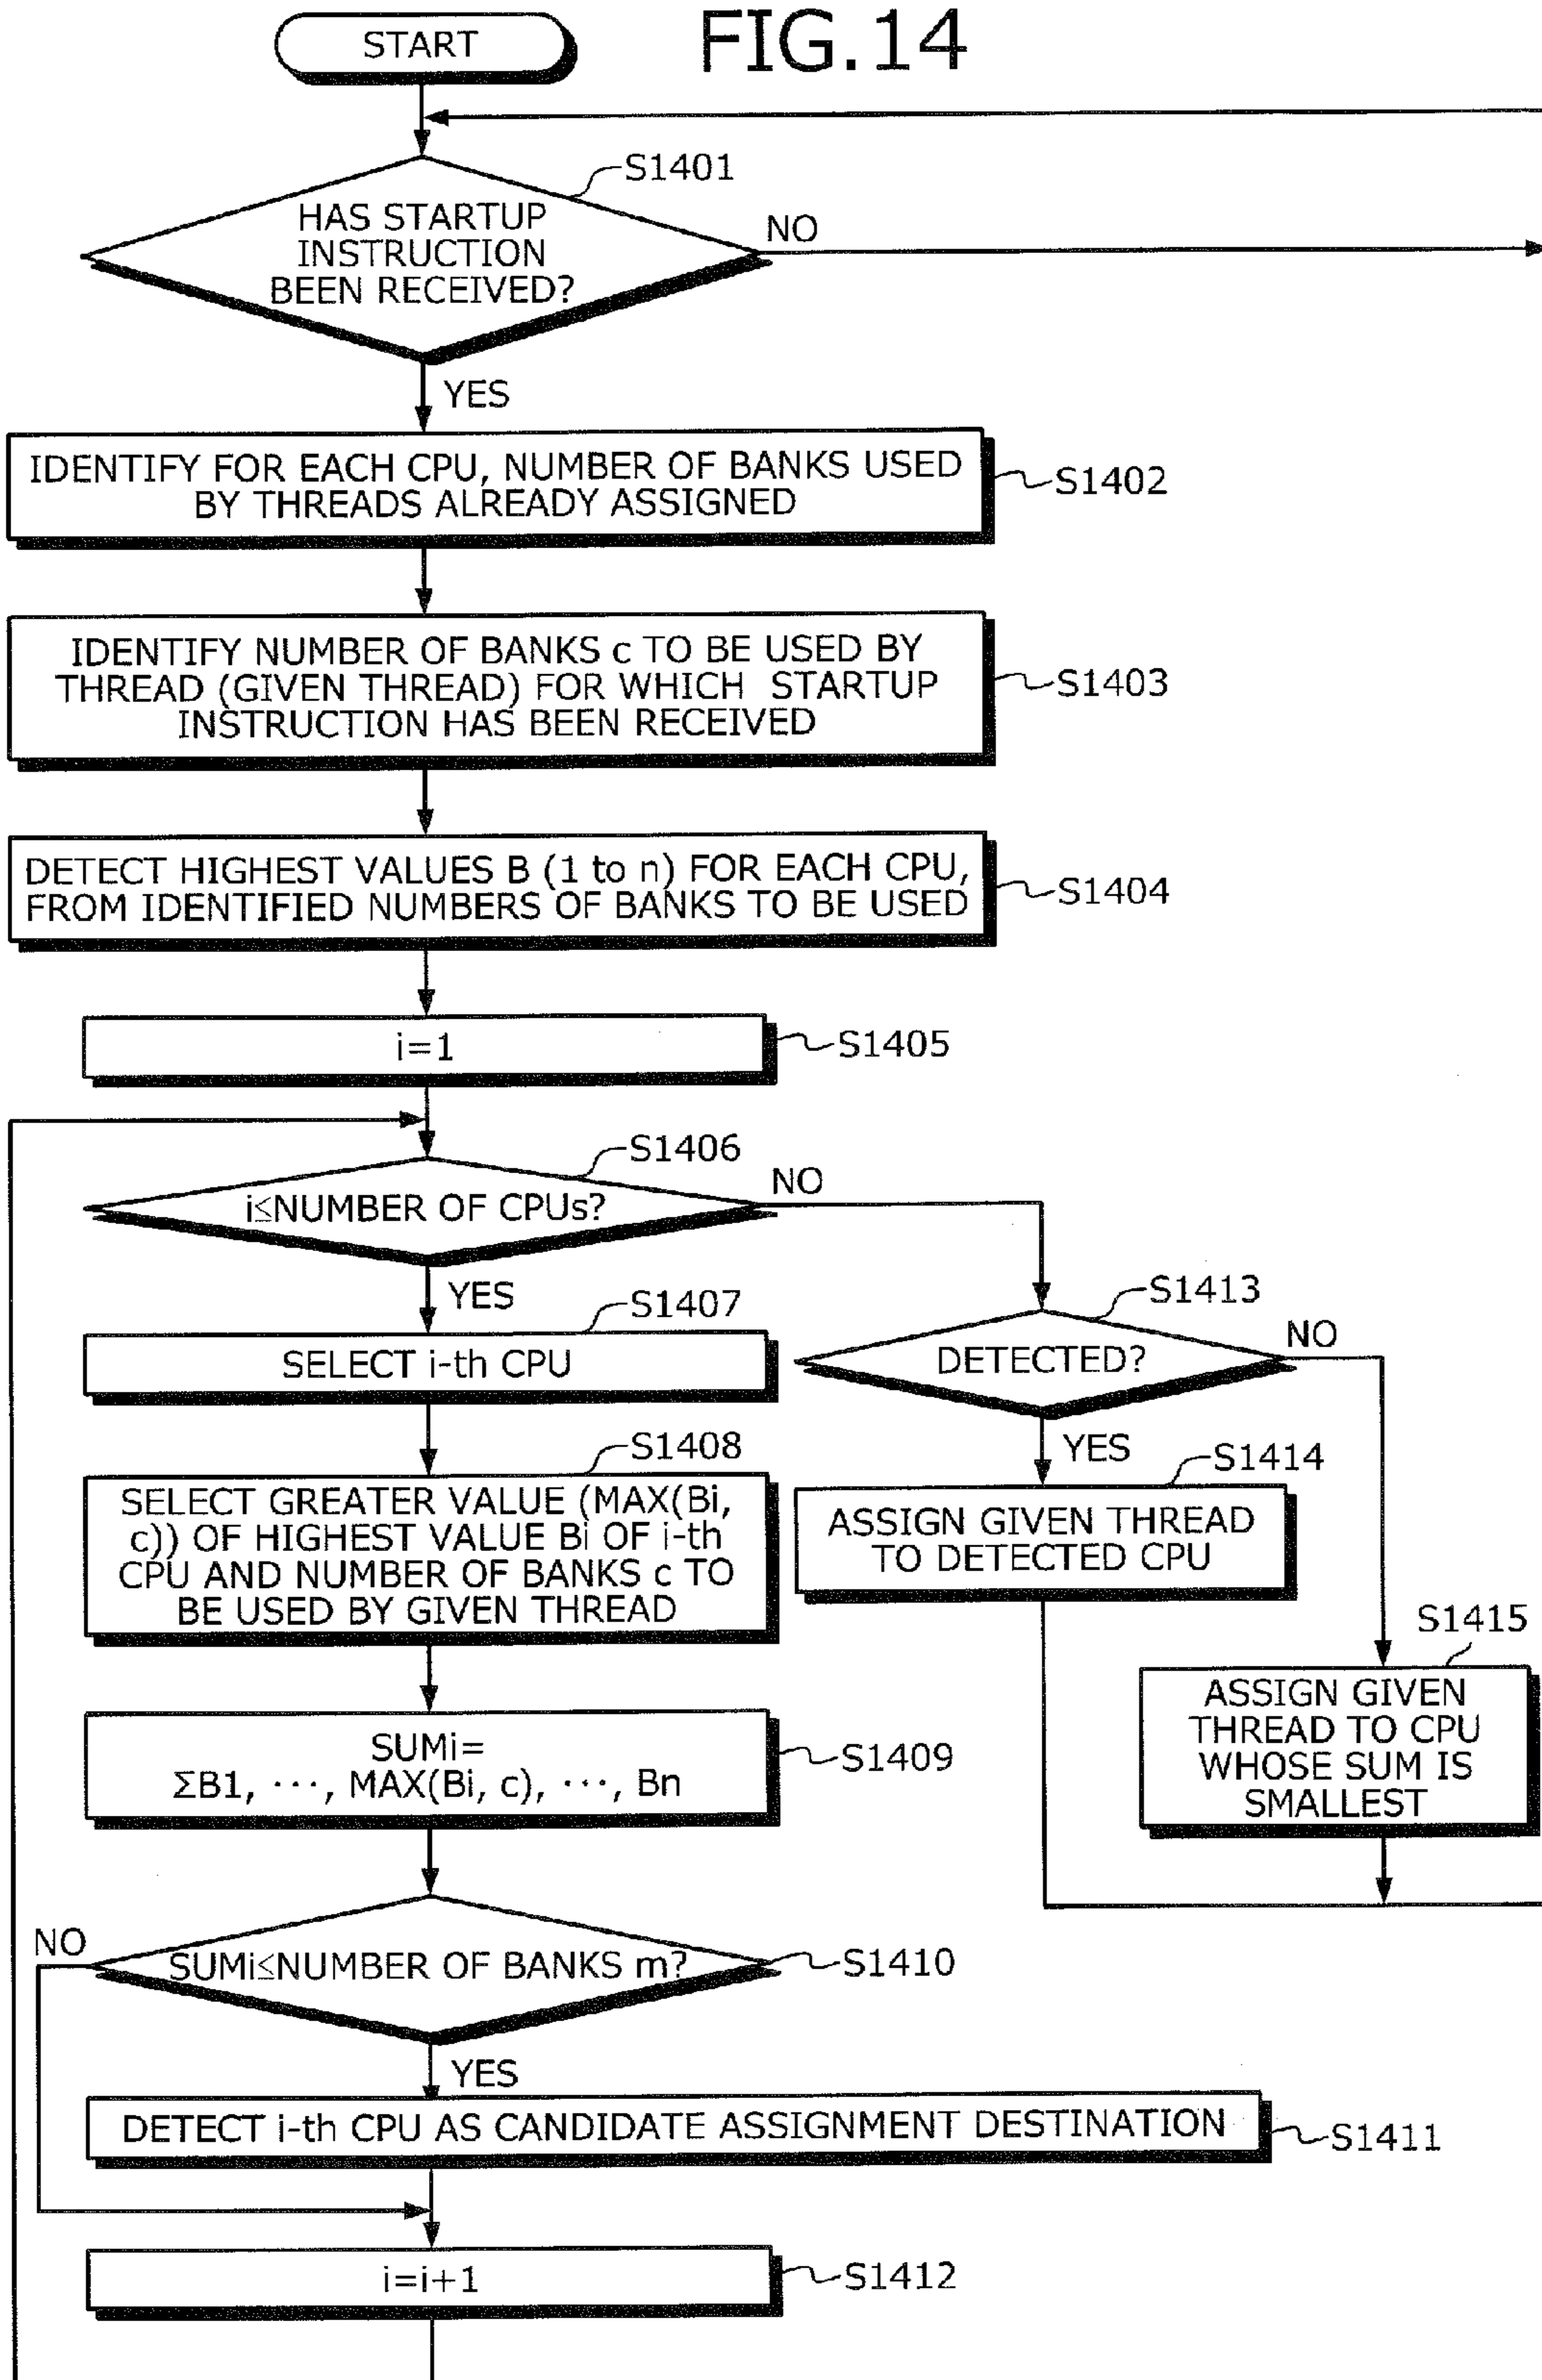 FIG.14
START
S1401
HAS STARTUP
INSTRUCTION
BEEN RECEIVED?
NO
YES
IDENTIFY FOR EACH CPU, NUMBER OF BANKS USED
BY THREADS ALREADY ASSIGNED
S1402
IDENTIFY NUMBER OF BANKS c TO BE USED BY
THREAD (GIVEN THREAD) FOR WHICH STARTUP
INSTRUCTION HAS BEEN RECEIVED
S1403
DETECT HIGHEST VALUES B (1 to n) FOR EACH CPU,
FROM IDENTIFIED NUMBERS OF BANKS TO BE USED
S1404
i=1
S1405
S1406
i≤NUMBER OF CPUs?
NO
YES
S1407
SELECT i-th CPU
S1408
SELECT GREATER VALUE (MAX(Bi,
c)) OF HIGHEST VALUE Bi OF i-th
CPU AND NUMBER OF BANKS c TO
BE USED BY GIVEN THREAD
SUMi=
ΣB1, ···, MAX(Bi, c), ···, Bn
S1409
NO
SUMi≤NUMBER OF BANKS m?
S1410
YES
DETECT i-th CPU AS CANDIDATE ASSIGNMENT DESTINATION
S1411
i=i+1
S1412
S1413
DETECTED?
NO
YES
S1414
ASSIGN GIVEN THREAD
TO DETECTED CPU
S1415
ASSIGN GIVEN
THREAD TO CPU
WHOSE SUM IS
SMALLEST